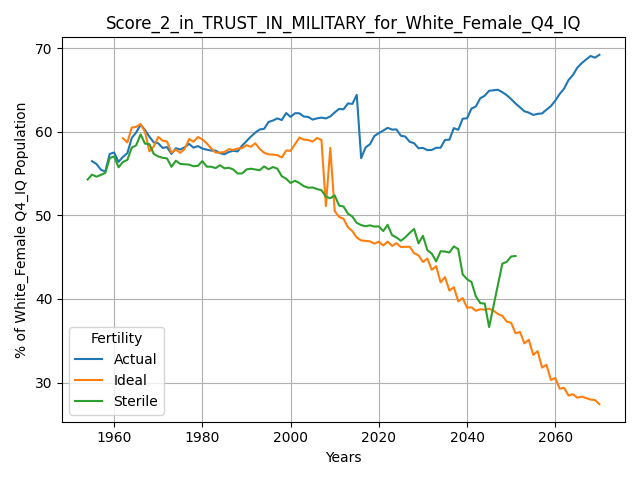 Score_2_in_TRUST_IN_MILITARY_for_White_Female_Q4_IQ
% of White_Female Q4_IQ Population
70
60
50
40
30
Fertility
Actual
Ideal
Sterile
1960
1980
2000
2020
2040
2060
Years